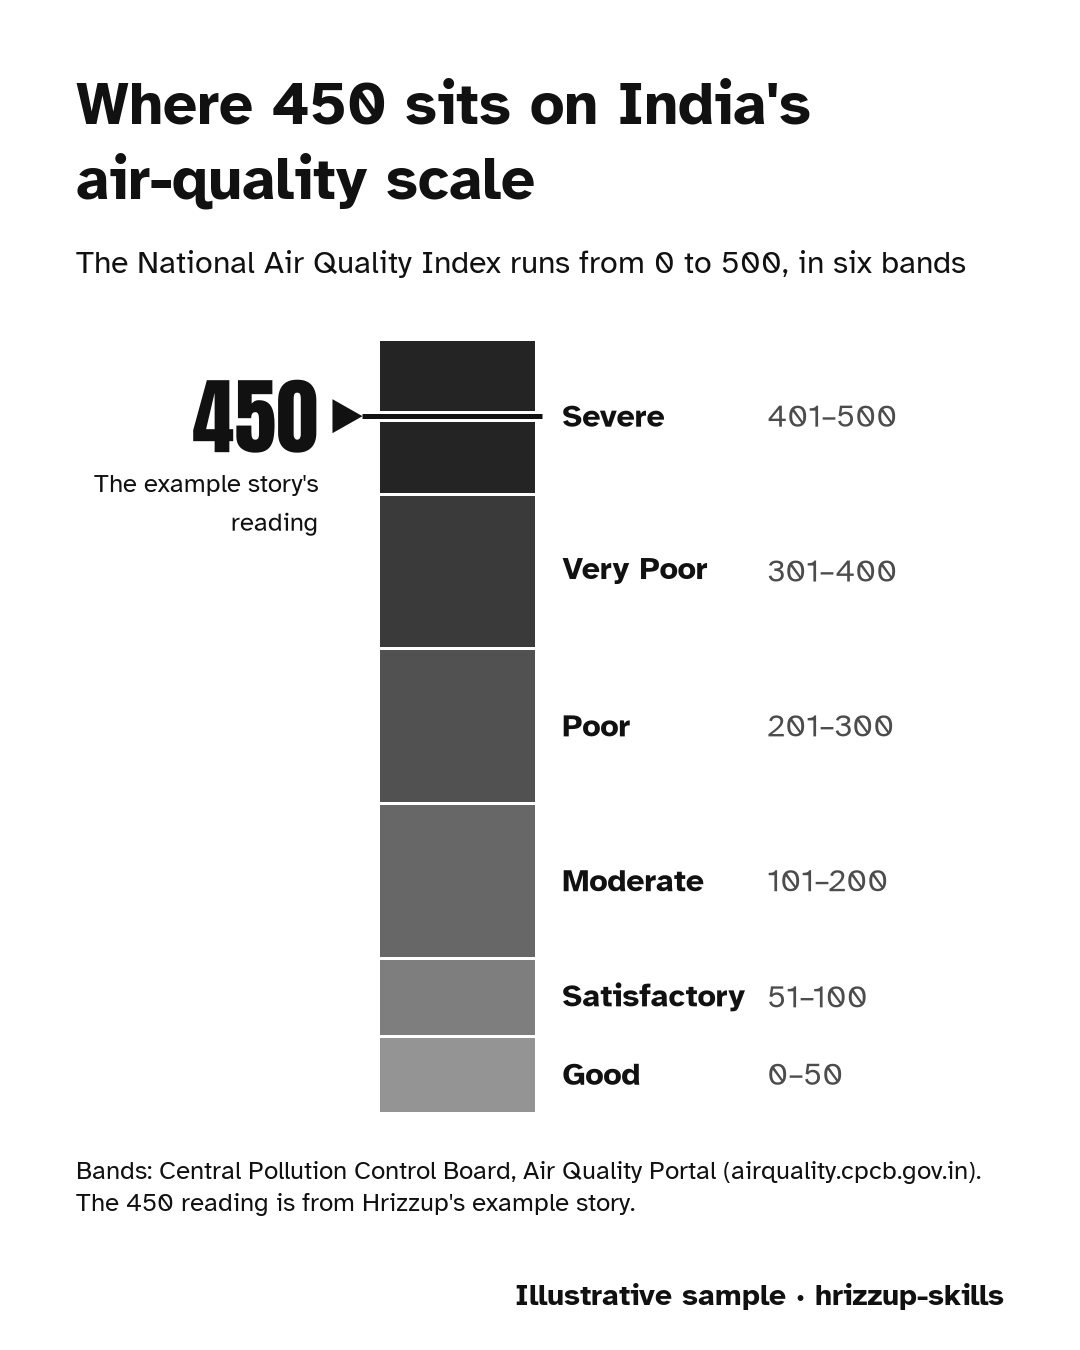 Where 450 sits on India's
air-quality scale
The National Air Quality Index runs from 0 to 500, in six bands
450
The example story's
reading
Severe 401–500
Very Poor 301–400
Poor 201–300
Moderate 101–200
Satisfactory 51–100
Good 0–50
Bands: Central Pollution Control Board, Air Quality Portal (airquality.cpcb.gov.in).
The 450 reading is from Hrizzup's example story.
Illustrative sample · hrizzup-skills